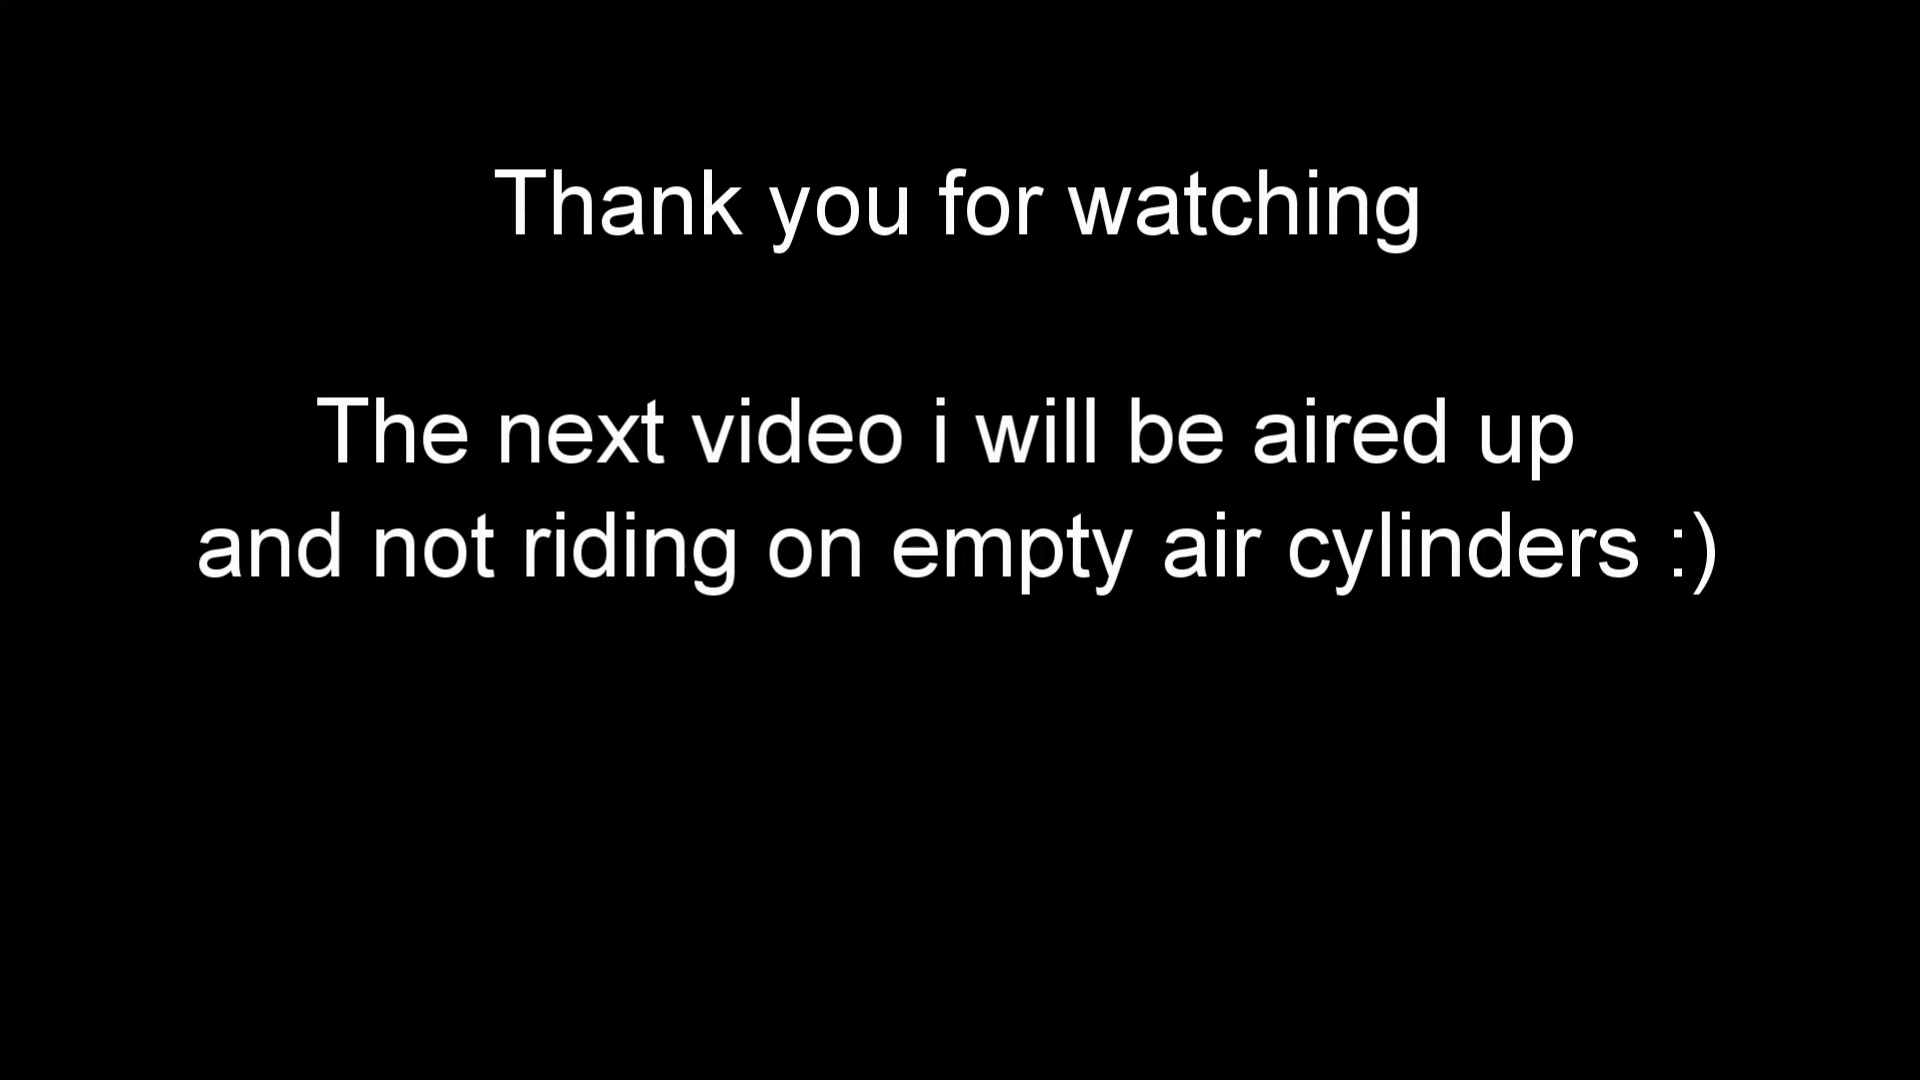 Thank you for watching
The next video i will be aired up
and not riding on empty air cylinders :)